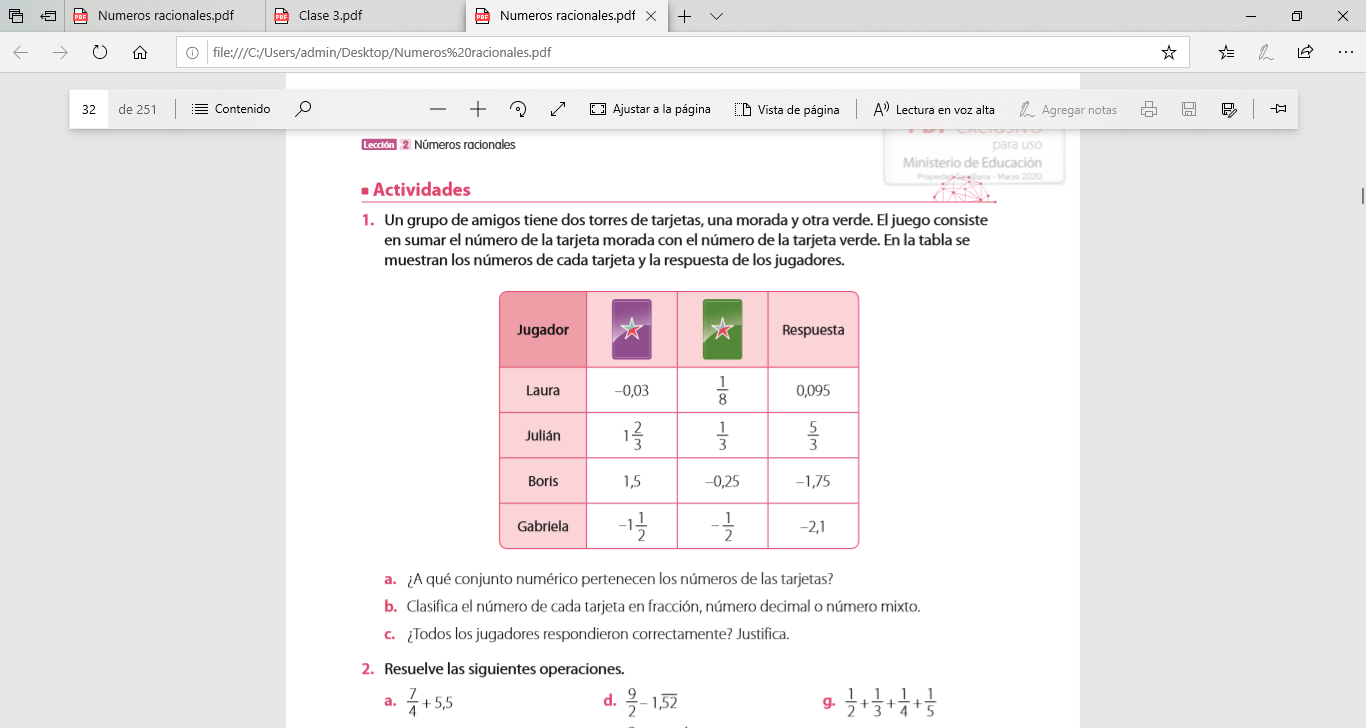 Numeros racionales.pdf
Clase 3.pdf
Numeros racionales.pdf
file:///C:/Users/admin/Desktop/Numeros%20racionales.pdf
32 de 251 Contenido Ajustar a la página Vista de página Lectura en voz alta Agregar notas
PDF exclusivo
para uso
Ministerio de Educación
Propiedad Santillana - Marzo 2020
Lección 2 Números racionales
Actividades
1. Un grupo de amigos tiene dos torres de tarjetas, una morada y otra verde. El juego consiste
en sumar el número de la tarjeta morada con el número de la tarjeta verde. En la tabla se
muestran los números de cada tarjeta y la respuesta de los jugadores.
Jugador Respuesta
Laura –0,03 1/8 0,095
Julián 1 2/3 1/3 5/3
Boris 1,5 –0,25 –1,75
Gabriela –1 1/2 –1/2 –2,1
a. ¿A qué conjunto numérico pertenecen los números de las tarjetas?
b. Clasifica el número de cada tarjeta en fracción, número decimal o número mixto.
c. ¿Todos los jugadores respondieron correctamente? Justifica.
2. Resuelve las siguientes operaciones.
a. 7/4 + 5,5 d. 9/2 – 1,5̅2̅ g. 1/2 + 1/3 + 1/4 + 1/5